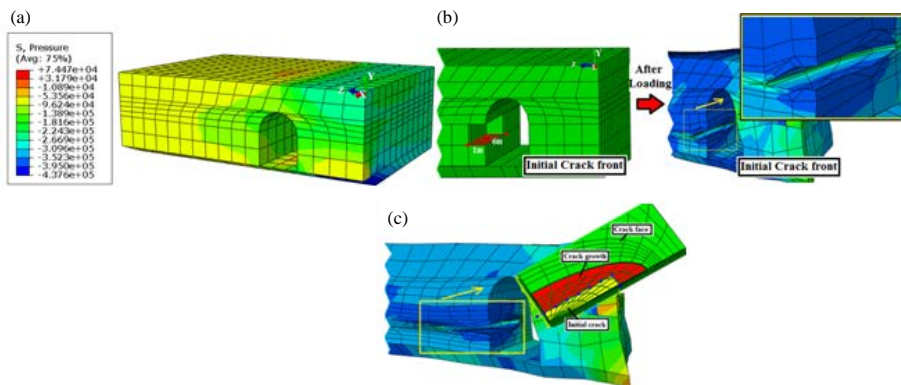 (a)
S, Pressure
(Avg: 75%)
+7.447e+04
+3.179e+04
-1.089e+04
-5.356e+04
-9.624e+04
-1.389e+05
-1.816e+05
-2.243e+05
-2.669e+05
-3.096e+05
-3.523e+05
-3.950e+05
-4.376e+05
Y
Z
X
(b)
1m
6m
Initial Crack front
After
Loading
Initial Crack front
(c)
Crack face
Crack growth
Initial crack